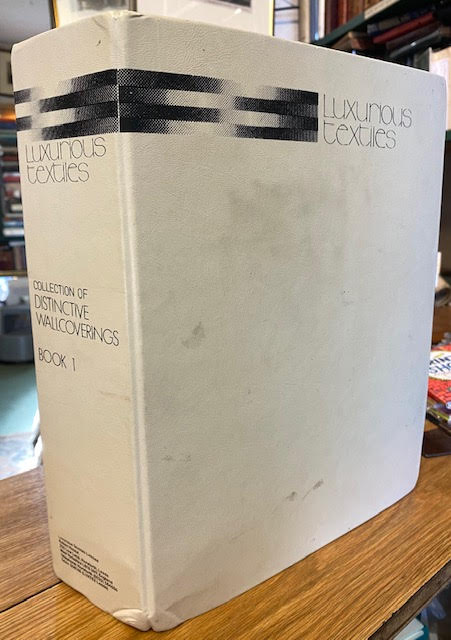 Luxurious
textiles
COLLECTION OF
DISTINCTIVE
WALLCOVERINGS
BOOK 1
Luxurious
textiles